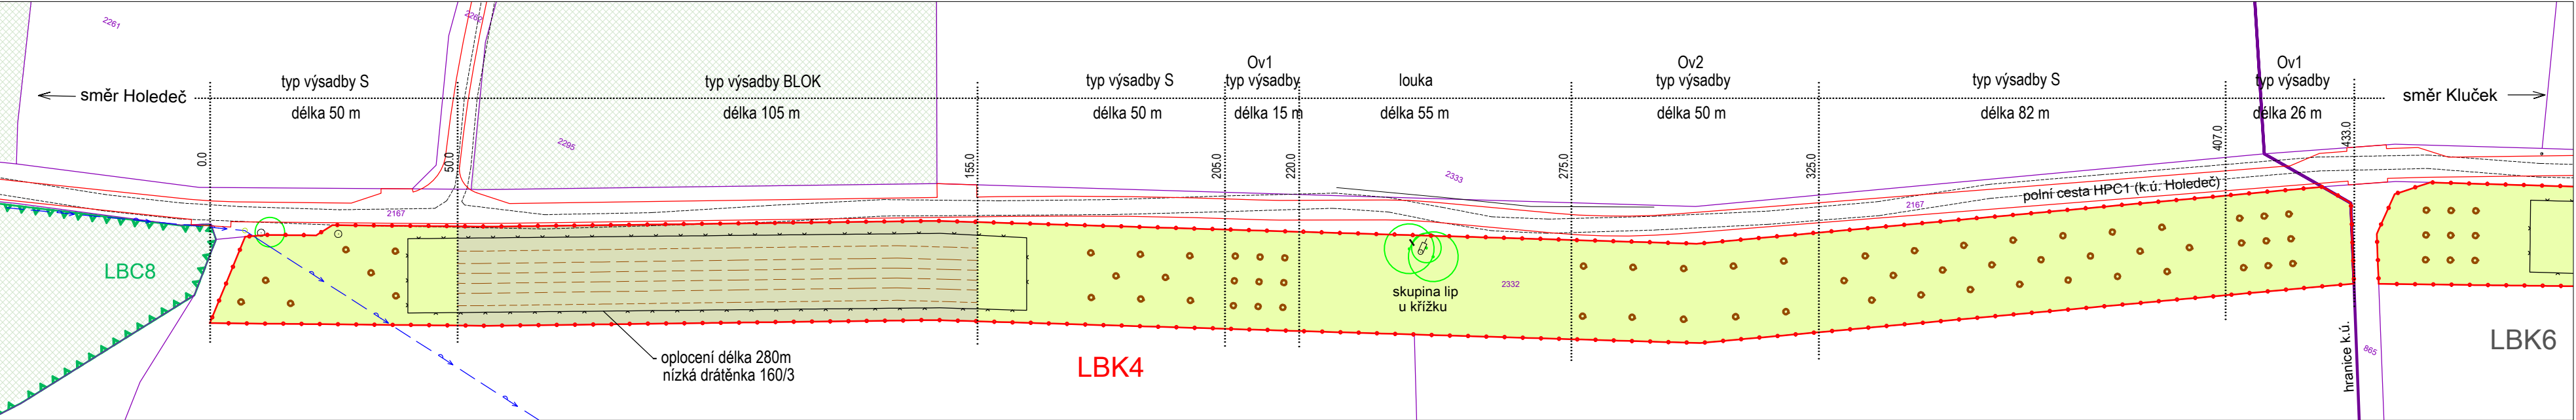 2261
2262
směr Holedeč
typ výsadby S
délka 50 m
typ výsadby BLOK
délka 105 m
typ výsadby S
délka 50 m
Ov1
typ výsadby
délka 15 m
louka
délka 55 m
Ov2
typ výsadby
délka 50 m
typ výsadby S
délka 82 m
Ov1
typ výsadby
délka 26 m
směr Kluček
0.0
50.0
155.0
205.0
220.0
275.0
325.0
407.0
433.0
2295
2333
2167
2167
polní cesta HPC1 (k.ú. Holedeč)
LBC8
skupina lip
u křížku
2332
oplocení délka 280m
nízká drátěnka 160/3
LBK4
hranice k.ú.
865
LBK6